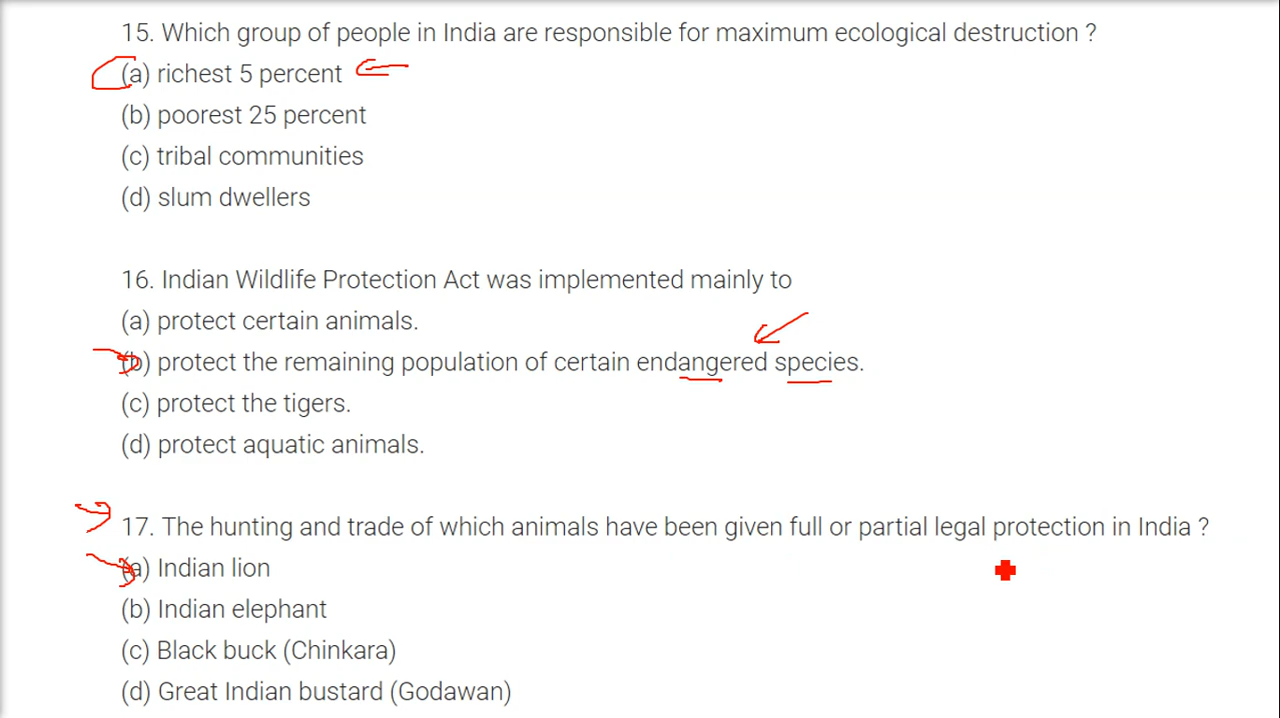 15. Which group of people in India are responsible for maximum ecological destruction ?
(a) richest 5 percent
(b) poorest 25 percent
(c) tribal communities
(d) slum dwellers
16. Indian Wildlife Protection Act was implemented mainly to
(a) protect certain animals.
(b) protect the remaining population of certain endangered species.
(c) protect the tigers.
(d) protect aquatic animals.
17. The hunting and trade of which animals have been given full or partial legal protection in India ?
(a) Indian lion
(b) Indian elephant
(c) Black buck (Chinkara)
(d) Great Indian bustard (Godawan)